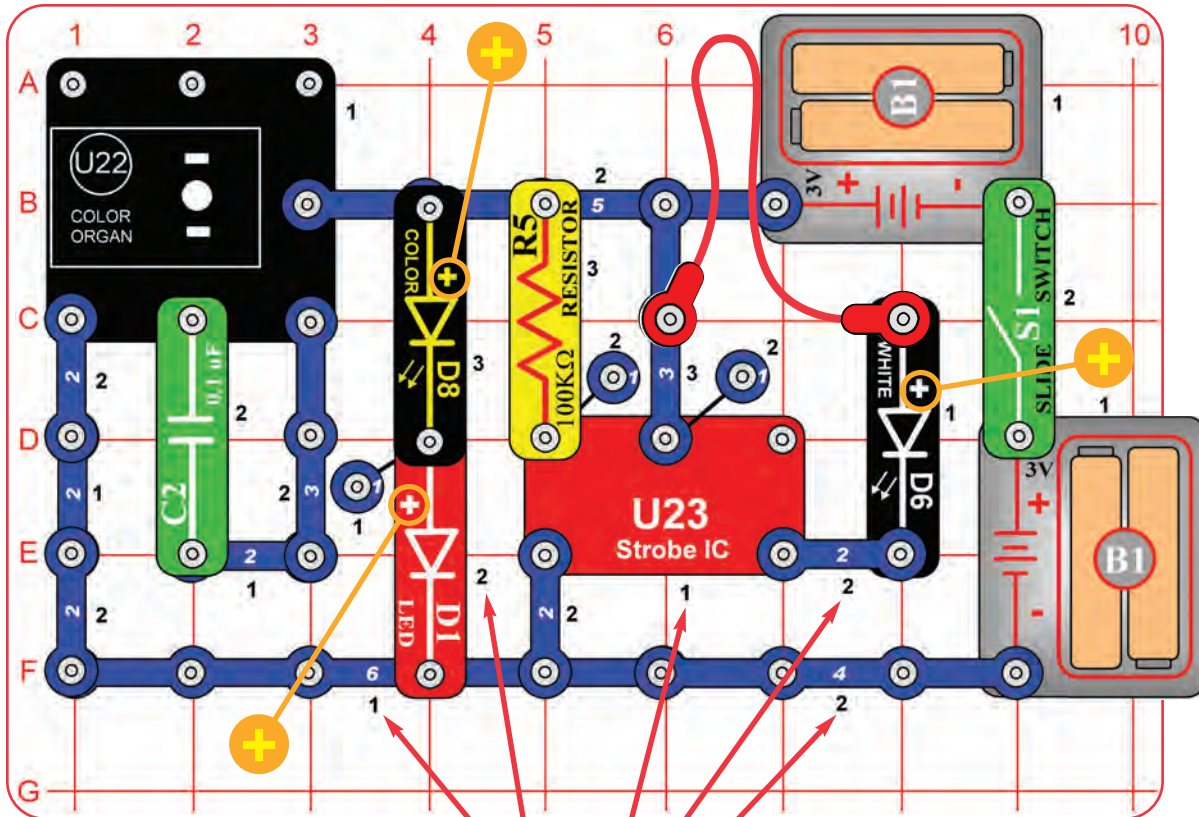 1 2 3 4 5 6 10
A
B
C
D
E
F
G
U22
COLOR
ORGAN
1
+
B1
3V + -
1
2
5
COLOR
+
D8
3
R5
RESISTOR
100KΩ
3
2
1
2
1
3
3
WHITE
+
D6
1
+
S1
SLIDE SWITCH
2
1
C2
0.1 uF
2
2
2
2
1
2
2
2
3
2
1
1
1
+
D1
LED
2
+
U23
Strobe IC
1
2
2
2
2
3V
+
-
B1
6
1
4
2